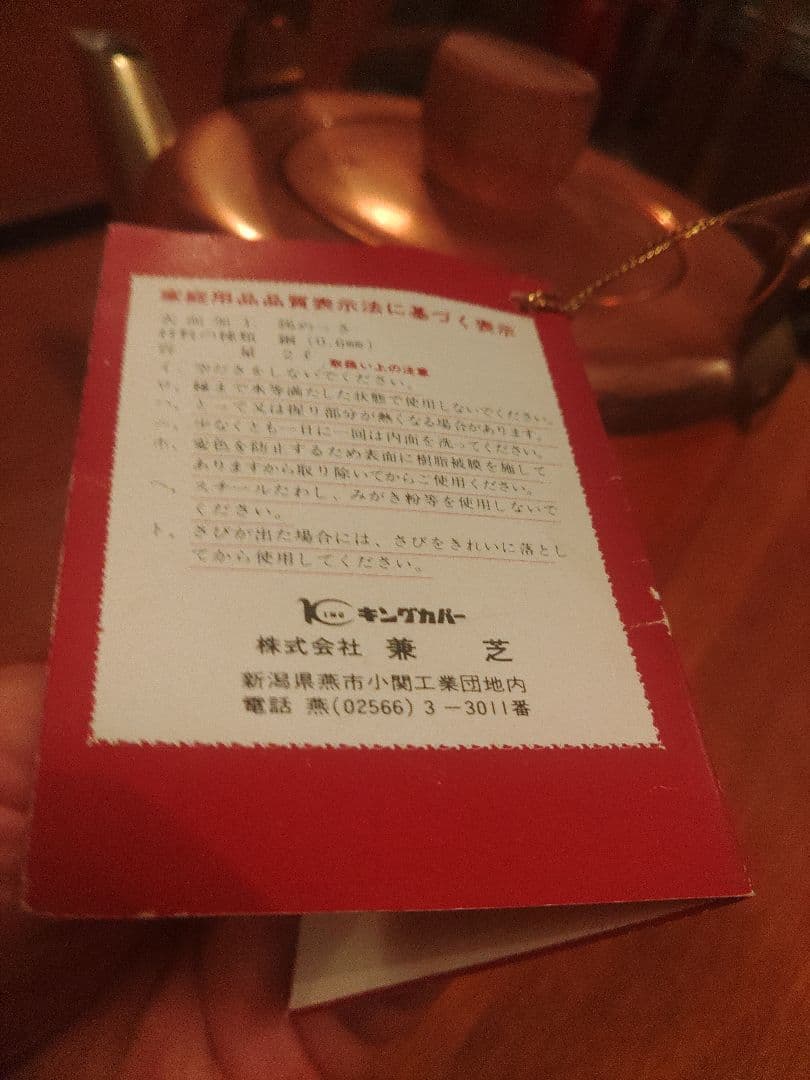 家庭用品品質表示法に基づく表示
表面加工 錫めっき
材料の種類 銅(0.6mm)
容 量 2ℓ
取扱い上の注意
イ、空だきをしないでください。
ロ、縁まで水等満たした状態で使用しないでください。
ハ、とって又は握り部分が熱くなる場合があります。
ニ、少なくとも一日に一回は内面を洗ってください。
ホ、変色を防止するため表面に樹脂被膜を施して
ありますから取り除いてからご使用ください。
ヘ、スチールたわし、みがき粉等を使用しないで
ください。
ト、さびが出た場合には、さびをきれいに落とし
てから使用してください。
KING キングカバー
株式会社 兼 芝
新潟県燕市小関工業団地内
電話 燕(02566)3-3011番